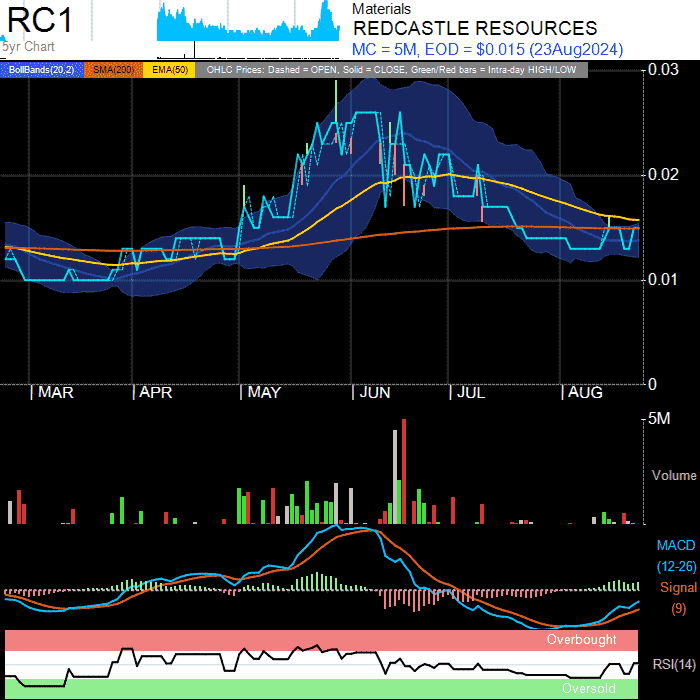 RC1
5yr Chart
Materials
REDCASTLE RESOURCES
MC = 5M, EOD = $0.015 (23Aug2024)
BollBands(20,2) SMA(200) EMA(50) OHLC Prices: Dashed = OPEN, Solid = CLOSE, Green/Red bars = Intra-day HIGH/LOW
0.03
0.02
0.01
0
| MAR | APR | MAY | JUN | JUL | AUG
5M
Volume
MACD
(12-26)
Signal
(9)
Overbought
RSI(14)
Oversold